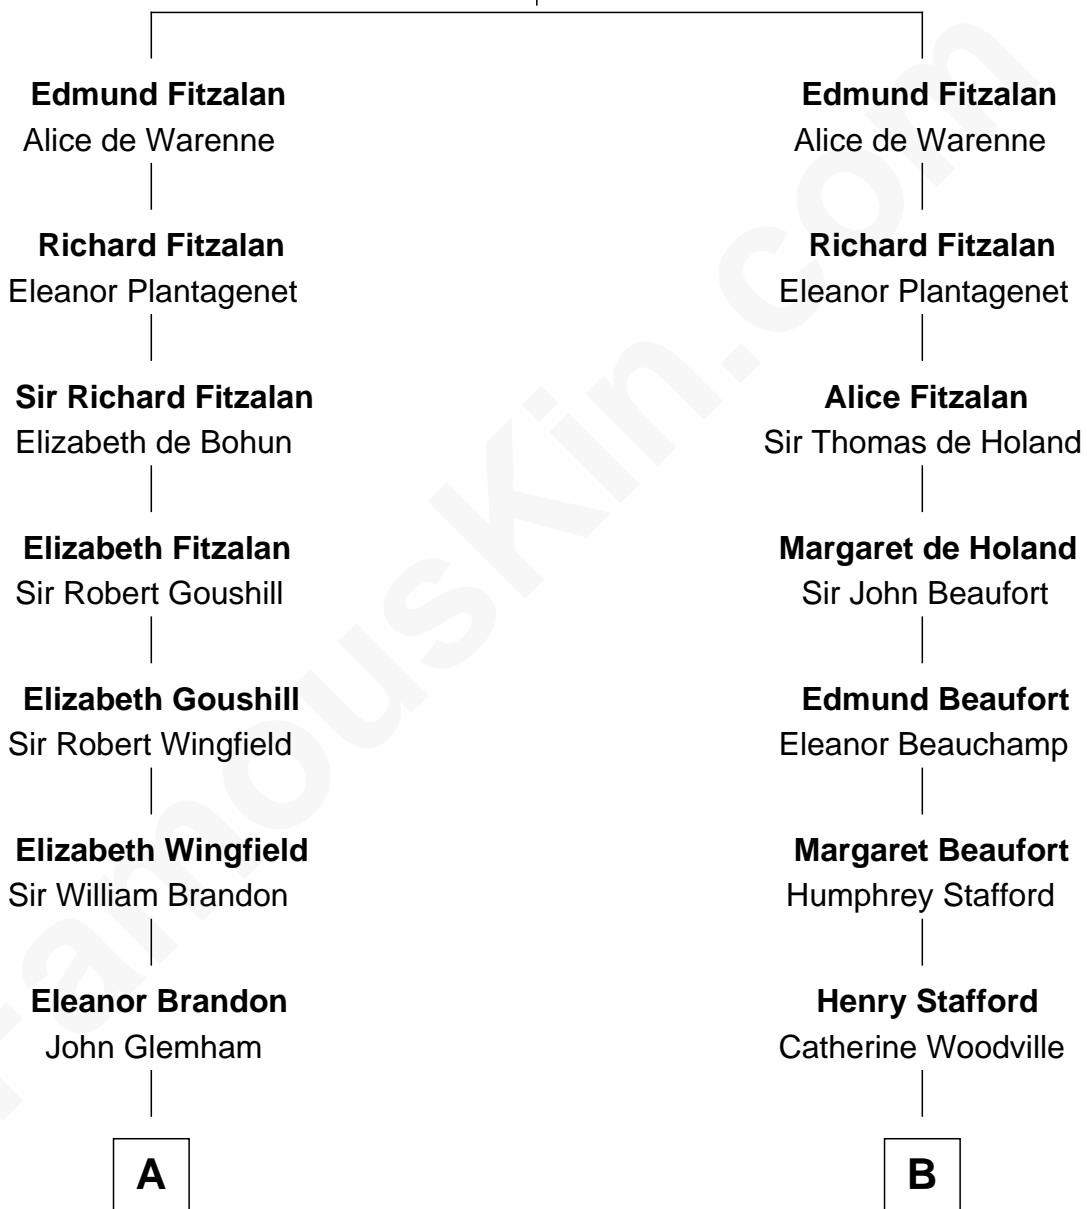 Edmund Fitzalan
Alice de Warenne
Richard Fitzalan
Eleanor Plantagenet
Sir Richard Fitzalan
Elizabeth de Bohun
Elizabeth Fitzalan
Sir Robert Goushill
Elizabeth Goushill
Sir Robert Wingfield
Elizabeth Wingfield
Sir William Brandon
Eleanor Brandon
John Glemham
A
Edmund Fitzalan
Alice de Warenne
Richard Fitzalan
Eleanor Plantagenet
Alice Fitzalan
Sir Thomas de Holand
Margaret de Holand
Sir John Beaufort
Edmund Beaufort
Eleanor Beauchamp
Margaret Beaufort
Humphrey Stafford
Henry Stafford
Catherine Woodville
B
FamousKin.com